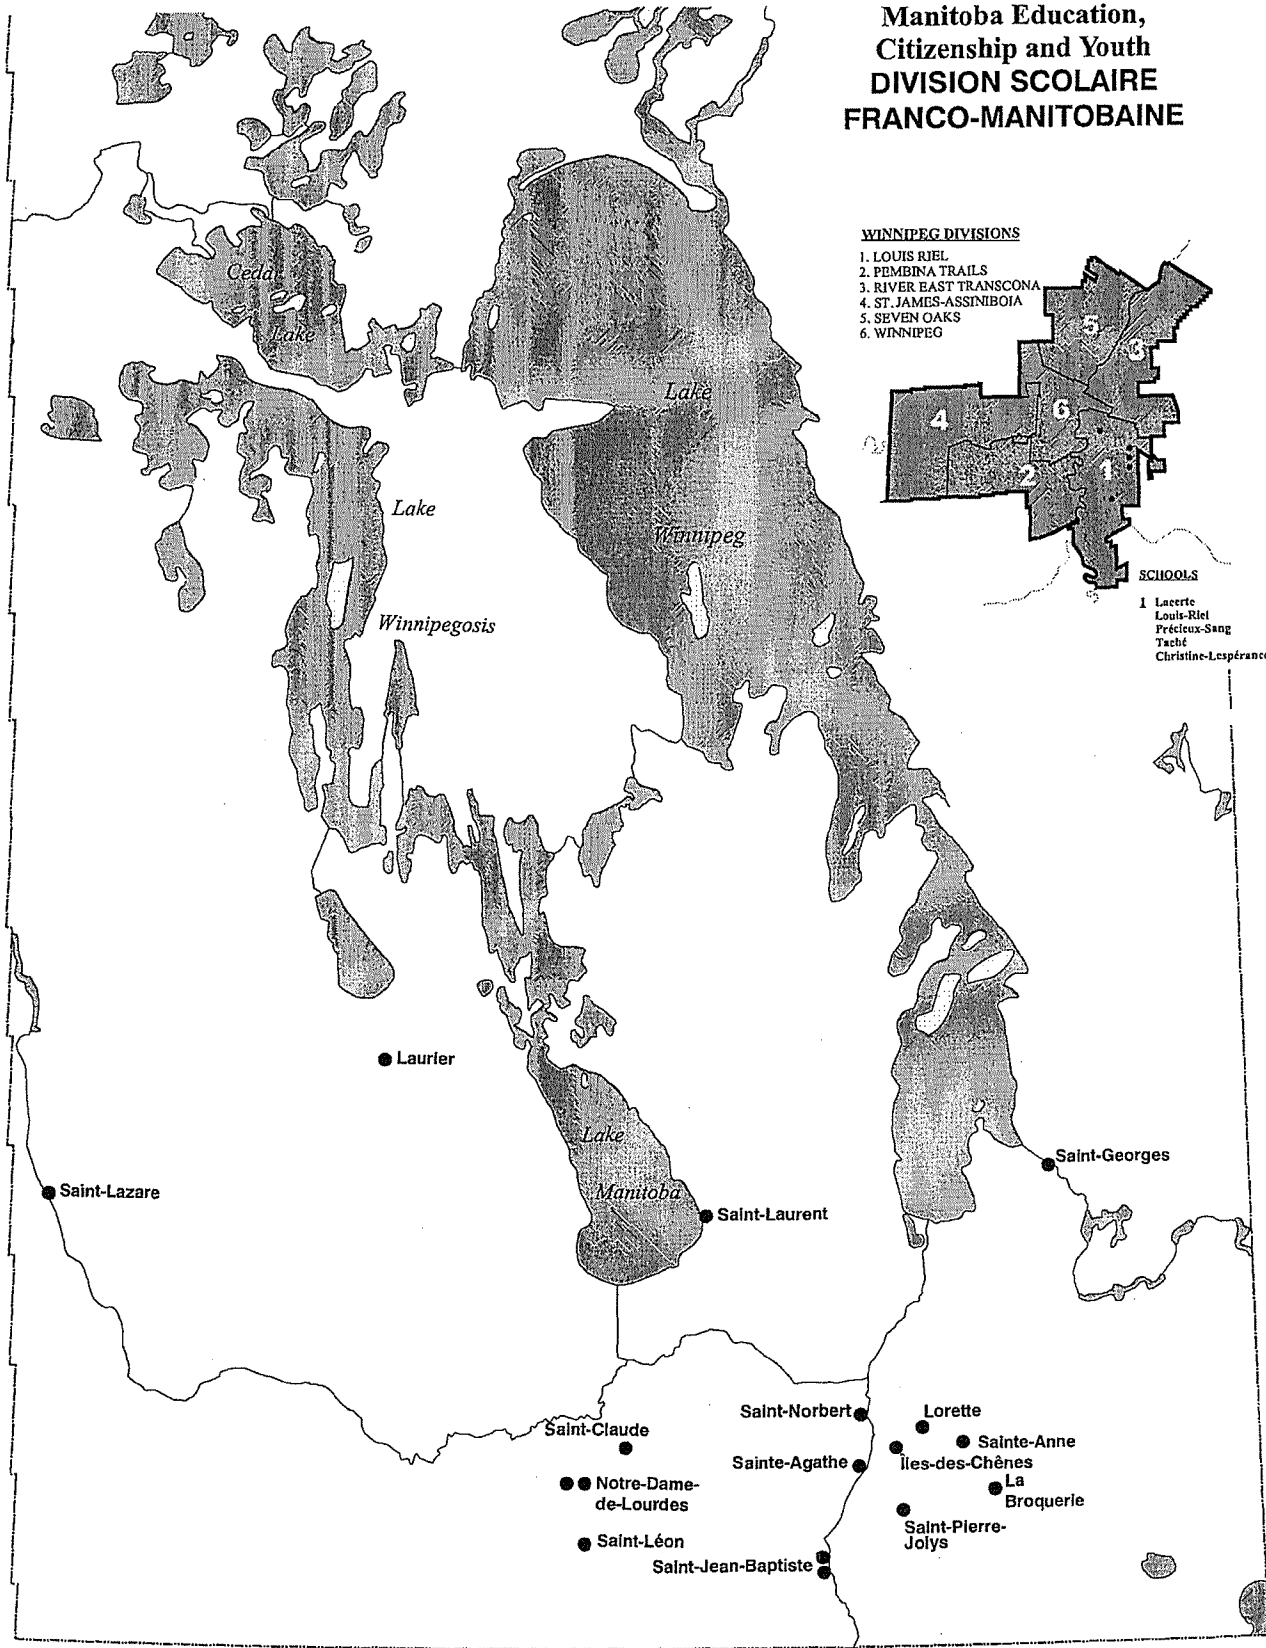 Manitoba Education,
Citizenship and Youth
DIVISION SCOLAIRE
FRANCO-MANITOBAINE
WINNIPEG DIVISIONS
1. LOUIS RIEL
2. PEMBINA TRAILS
3. RIVER EAST TRANSCONA
4. ST. JAMES-ASSINIBOIA
5. SEVEN OAKS
6. WINNIPEG
5
3
4
6
2
1
SCHOOLS
1 Lacerte
Louis-Riel
Précieux-Sang
Taché
Christine-Lespérance
Cedar
Lake
Lake
Winnipeg
Lake
Winnipegosis
Laurier
Lake
Manitoba
Saint-Georges
Saint-Lazare
Saint-Laurent
Saint-Norbert
Lorette
Saint-Claude
Sainte-Anne
Sainte-Agathe
Îles-des-Chênes
Notre-Dame-
de-Lourdes
La
Broquerie
Saint-Pierre-
Jolys
Saint-Léon
Saint-Jean-Baptiste